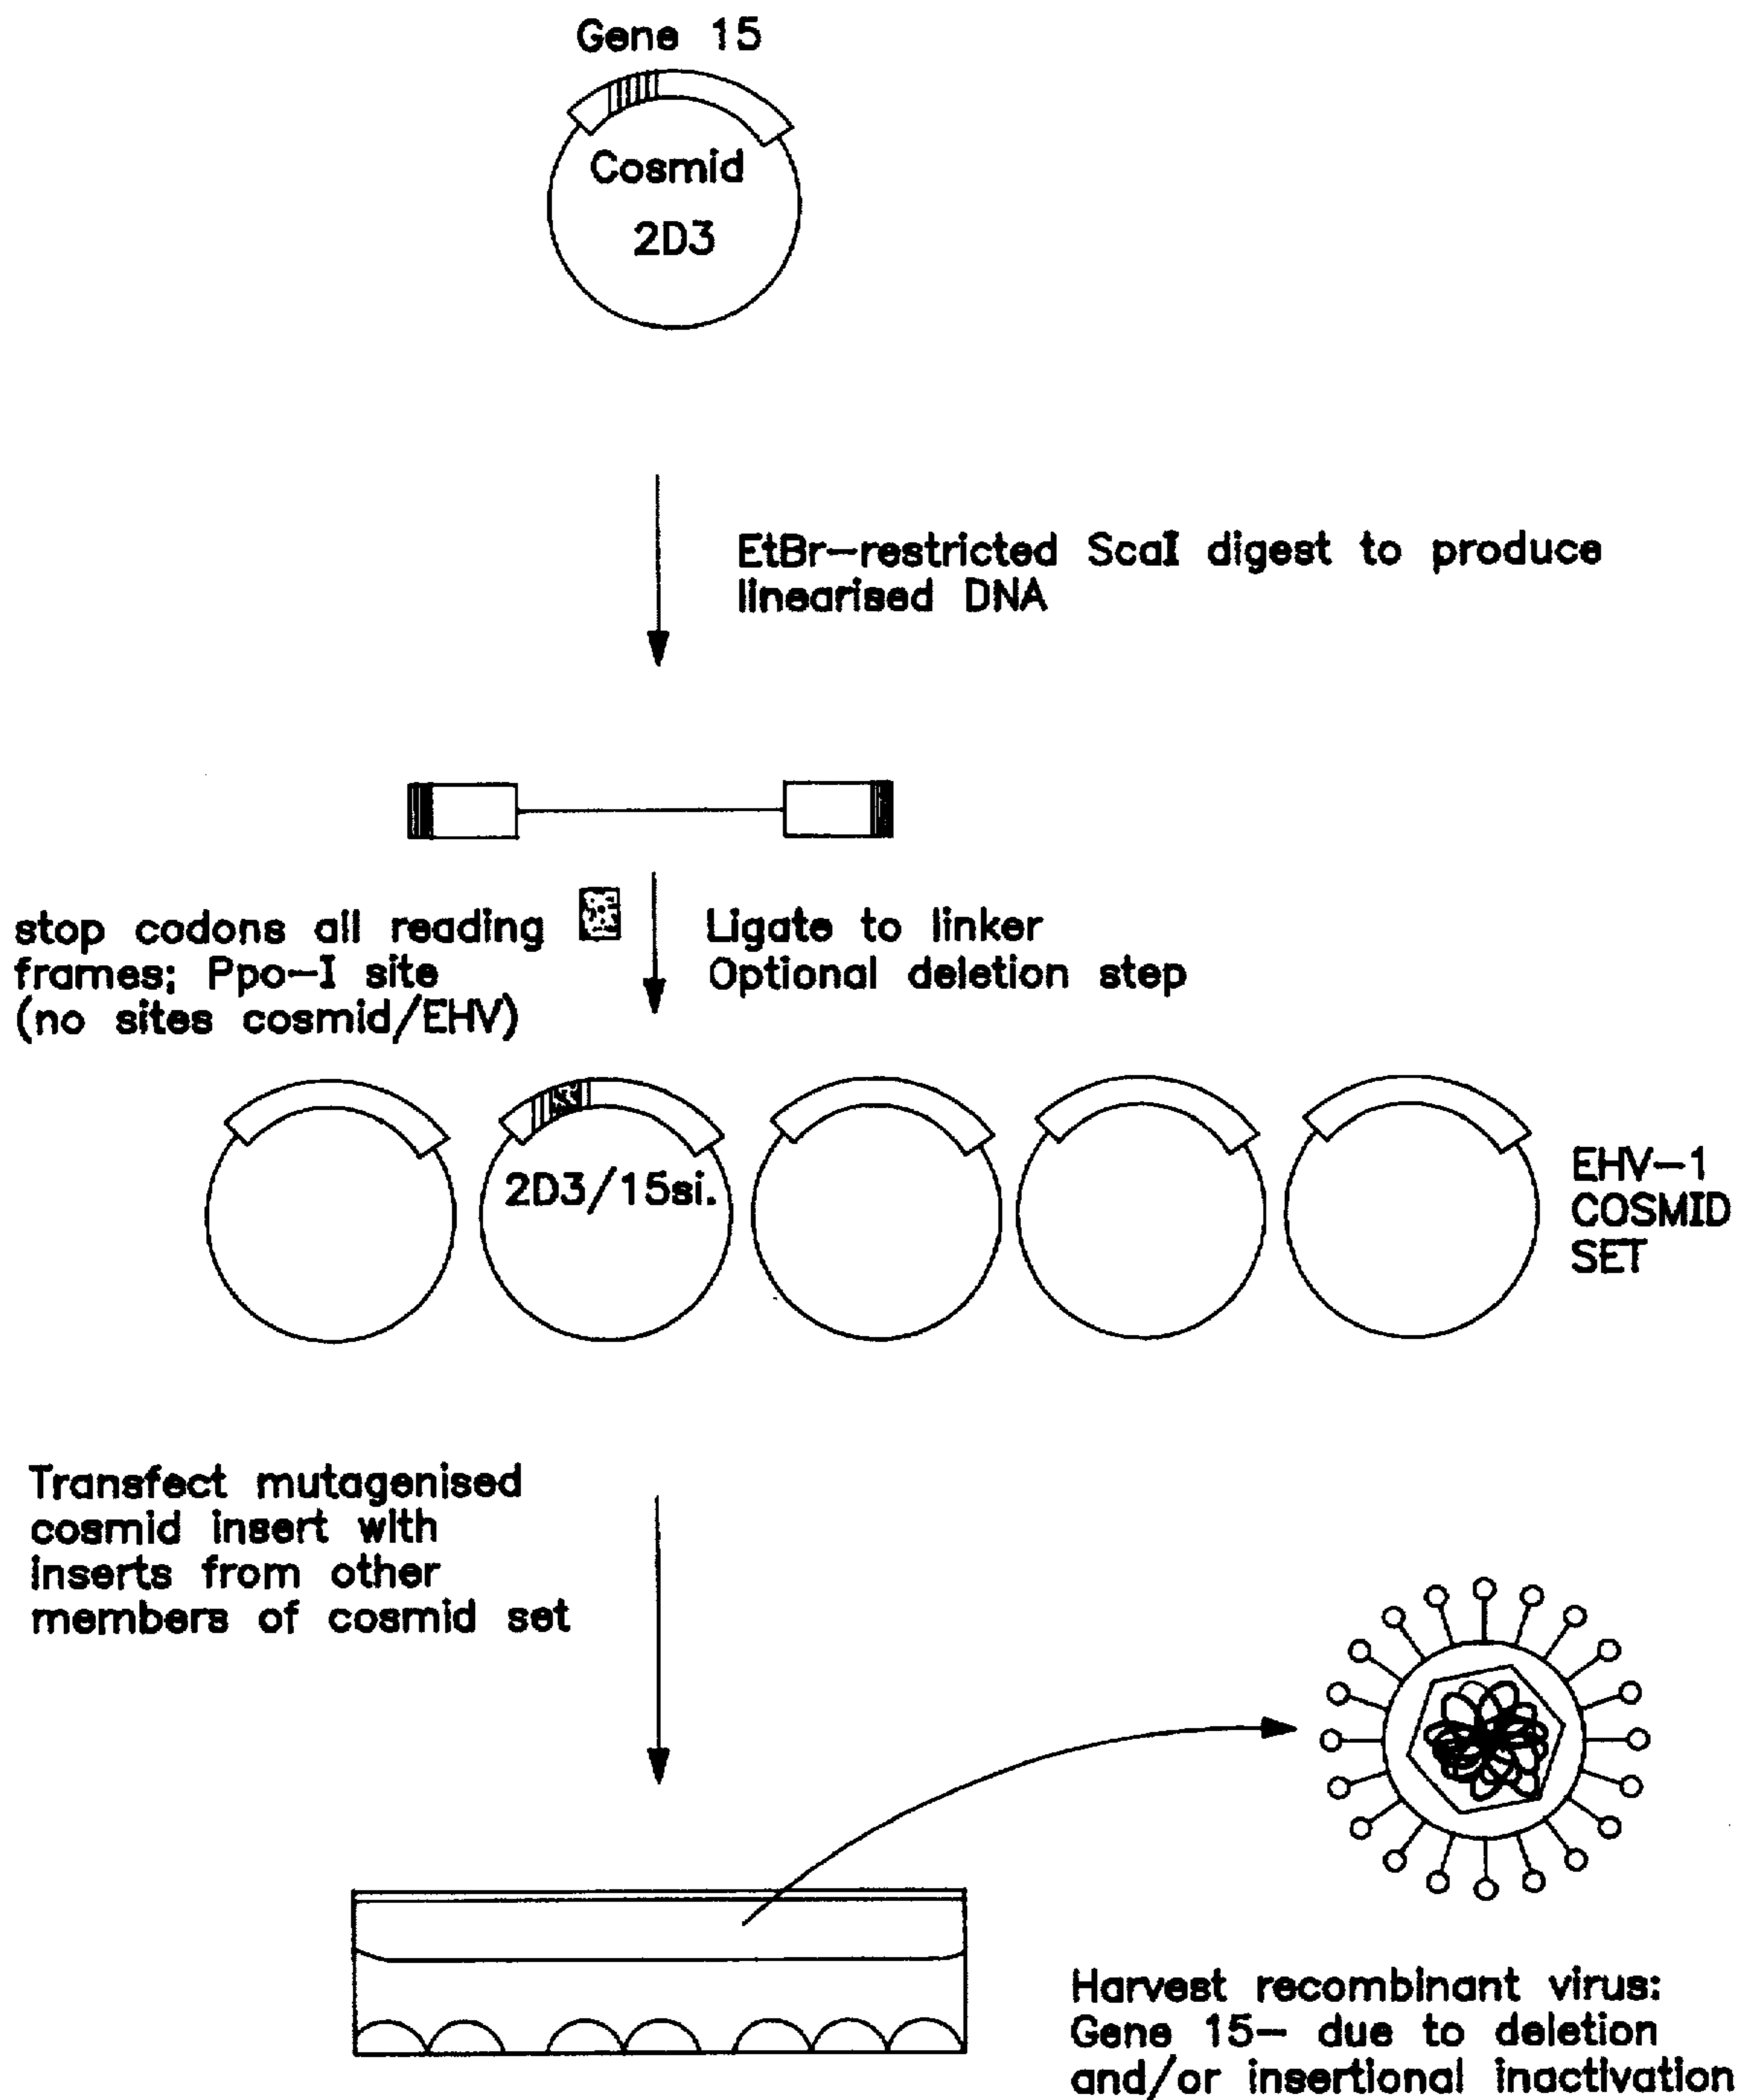 Gene 15
Cosmid
2D3
EtBr-restricted ScaI digest to produce
linearised DNA
stop codons all reading
frames; Ppo-I site
(no sites cosmid/EHV)
Ligate to linker
Optional deletion step
2D3/15si.
EHV-1
COSMID
SET
Transfect mutagenised
cosmid insert with
inserts from other
members of cosmid set
Harvest recombinant virus:
Gene 15- due to deletion
and/or insertional inactivation